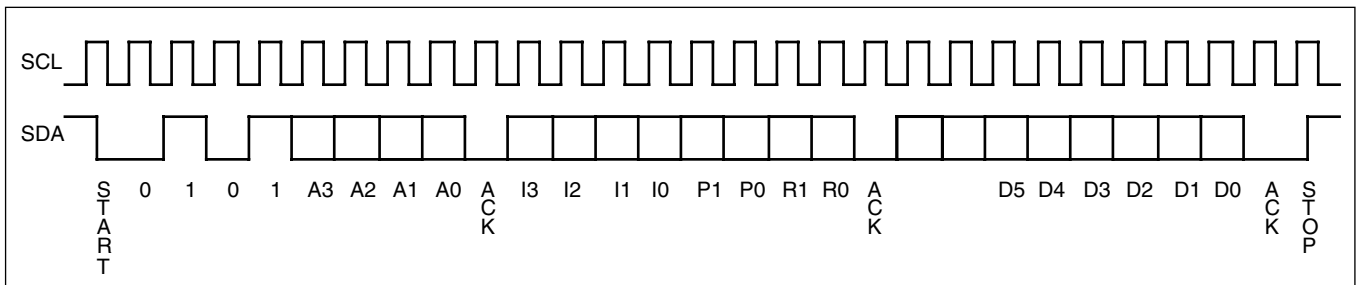 SCL
SDA
START 0 1 0 1 A3 A2 A1 A0 ACK I3 I2 I1 I0 P1 P0 R1 R0 ACK D5 D4 D3 D2 D1 D0 ACK STOP